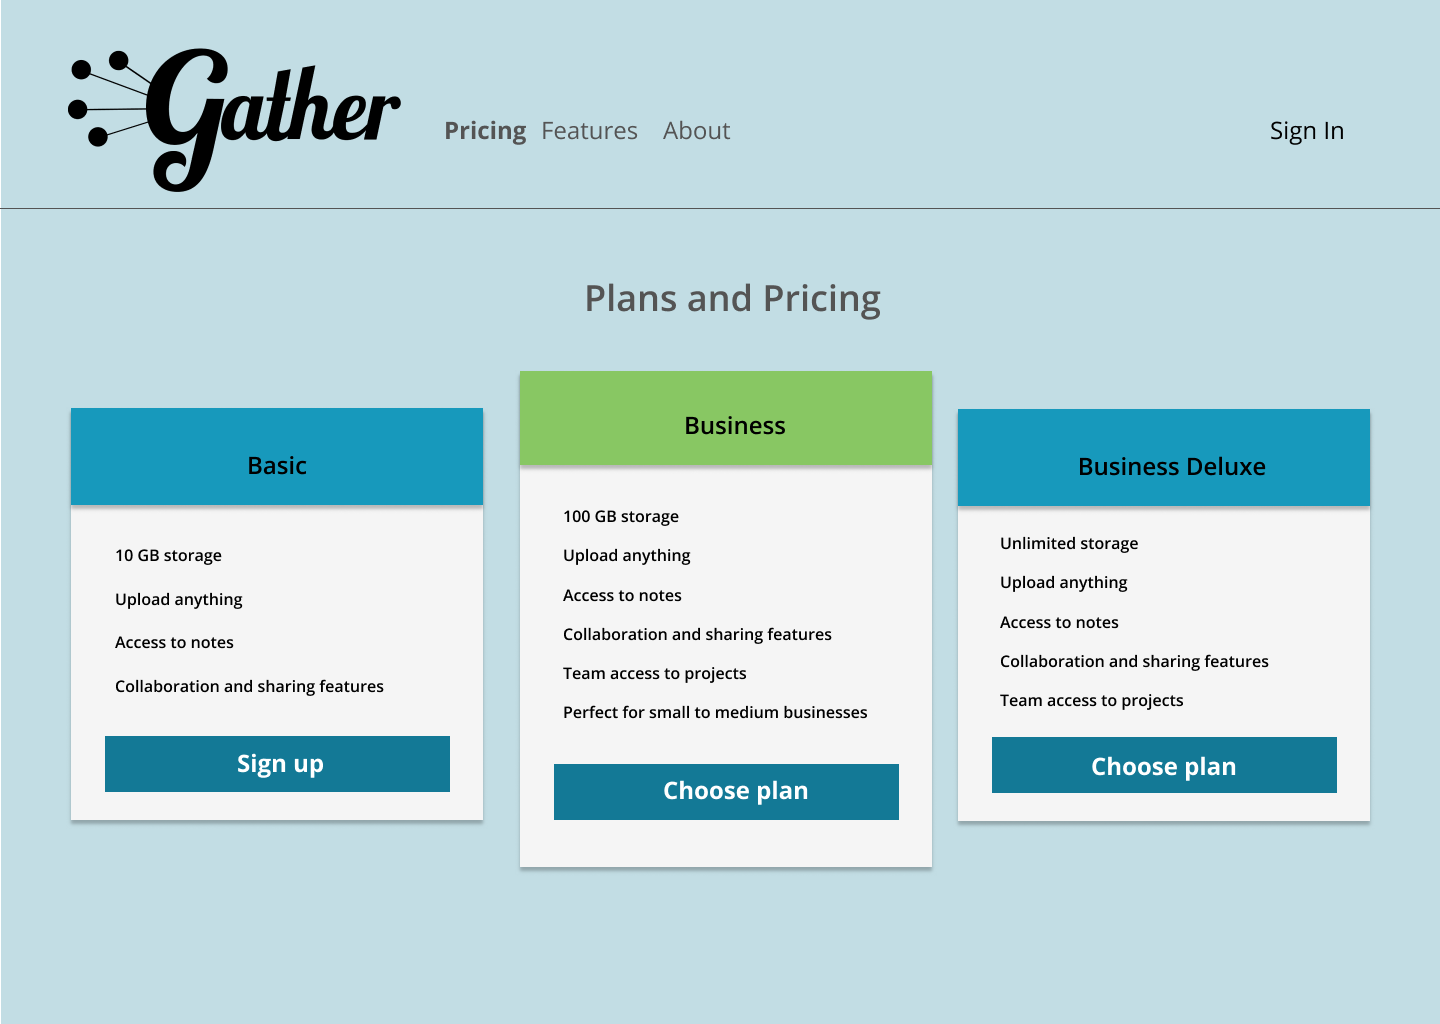 Gather
Pricing Features About
Sign In
Plans and Pricing
Basic
10 GB storage
Upload anything
Access to notes
Collaboration and sharing features
Sign up
Business
100 GB storage
Upload anything
Access to notes
Collaboration and sharing features
Team access to projects
Perfect for small to medium businesses
Choose plan
Business Deluxe
Unlimited storage
Upload anything
Access to notes
Collaboration and sharing features
Team access to projects
Choose plan